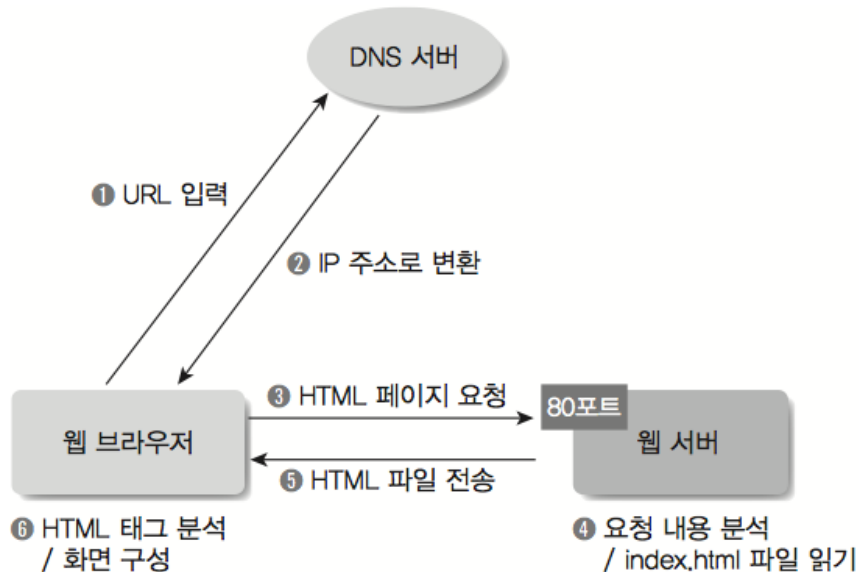 DNS 서버
❶ URL 입력
❷ IP 주소로 변환
❸ HTML 페이지 요청
80포트
웹 브라우저
웹 서버
❺ HTML 파일 전송
❻ HTML 태그 분석
/ 화면 구성
❹ 요청 내용 분석
/ index.html 파일 읽기